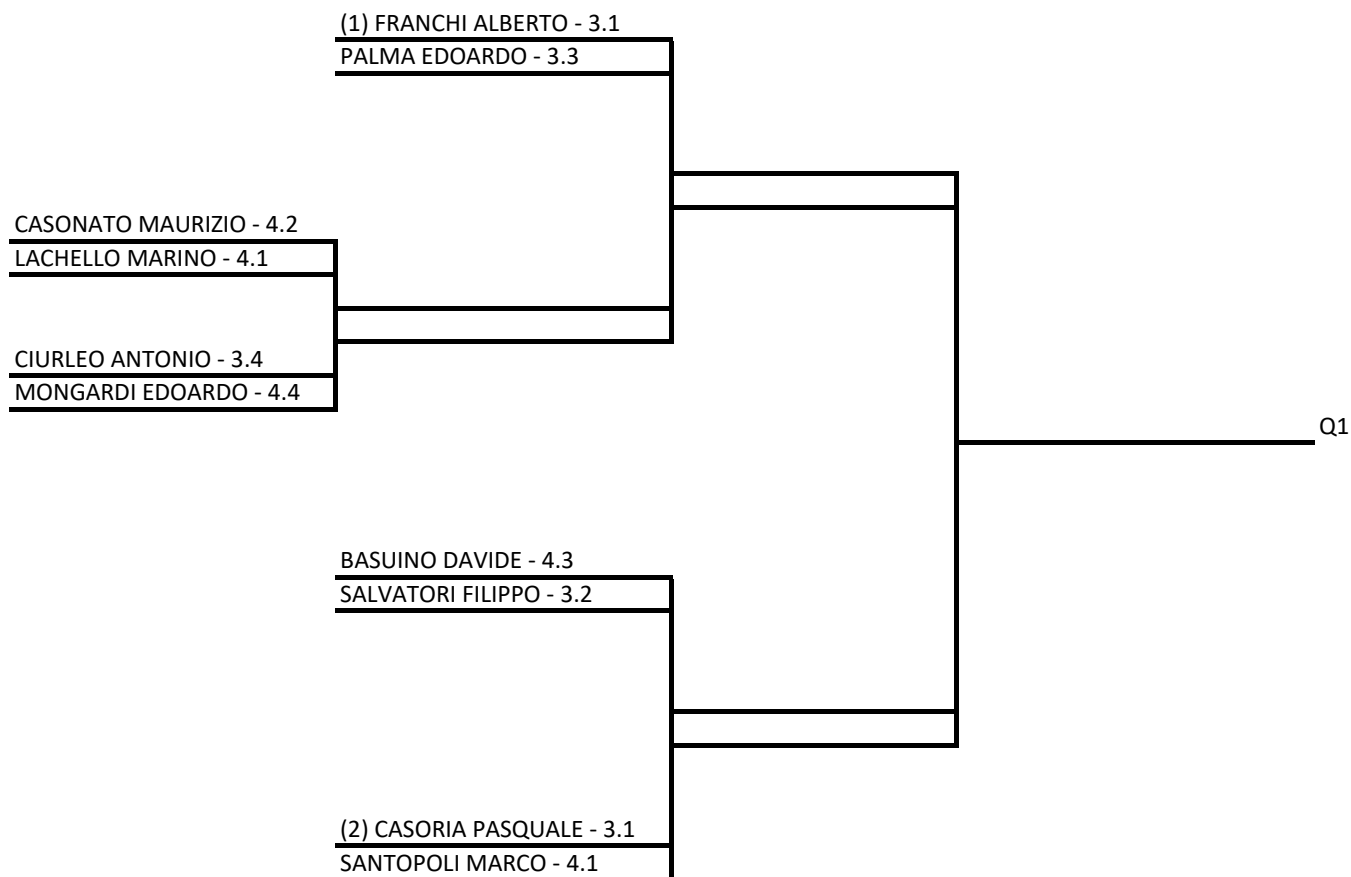 (1) FRANCHI ALBERTO - 3.1
PALMA EDOARDO - 3.3
CASONATO MAURIZIO - 4.2
LACHELLO MARINO - 4.1
CIURLEO ANTONIO - 3.4
MONGARDI EDOARDO - 4.4
Q1
BASUINO DAVIDE - 4.3
SALVATORI FILIPPO - 3.2
(2) CASORIA PASQUALE - 3.1
SANTOPOLI MARCO - 4.1